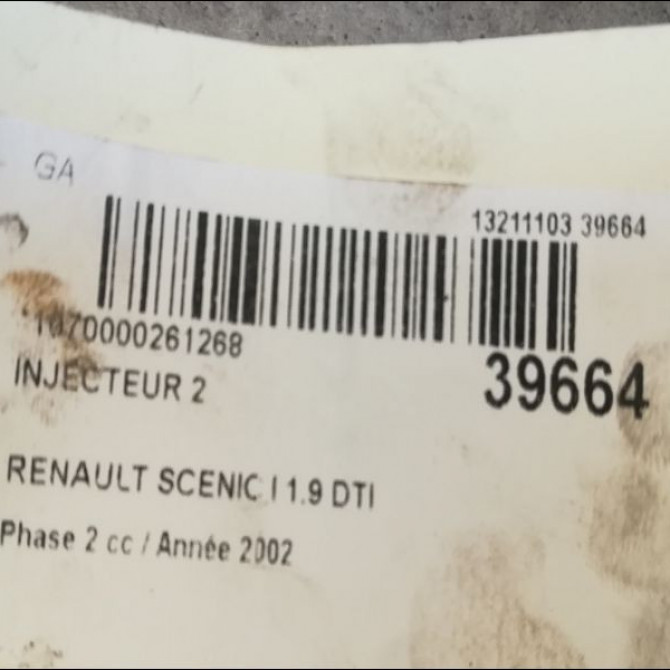 GA
13211103 39664
1070000261268
39664
INJECTEUR 2
RENAULT SCENIC I 1.9 DTI
Phase 2 cc / Année 2002